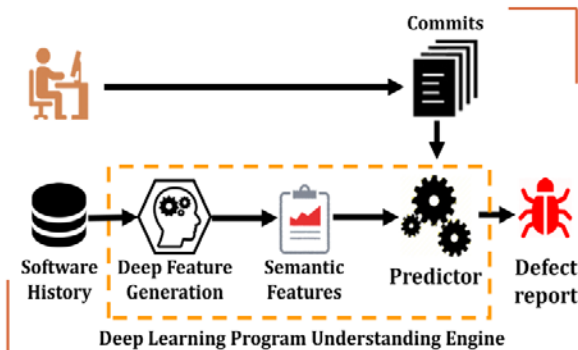 Commits
Software
History
Deep Feature
Generation
Semantic
Features
Predictor
Defect
report
Deep Learning Program Understanding Engine